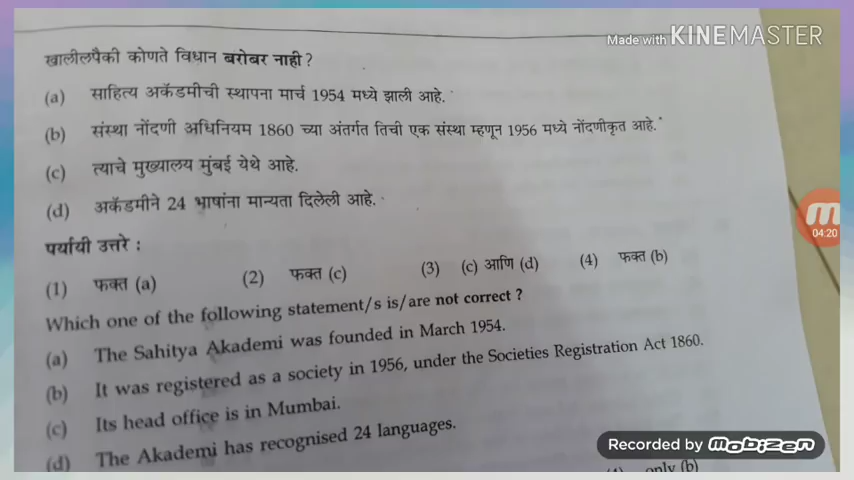 Made with KINEMASTER
खालीलपैकी कोणते विधान बरोबर नाही ?
(a) साहित्य अकॅडमीची स्थापना मार्च 1954 मध्ये झाली आहे.
(b) संस्था नोंदणी अधिनियम 1860 च्या अंतर्गत तिची एक संस्था म्हणून 1956 मध्ये नोंदणीकृत आहे.
(c) त्याचे मुख्यालय मुंबई येथे आहे.
(d) अकॅडमीने 24 भाषांना मान्यता दिलेली आहे.
04:20
पर्यायी उत्तरे :
(1) फक्त (a) (2) फक्त (c) (3) (c) आणि (d) (4) फक्त (b)
Which one of the following statement/s is/are not correct ?
(a) The Sahitya Akademi was founded in March 1954.
(b) It was registered as a society in 1956, under the Societies Registration Act 1860.
(c) Its head office is in Mumbai.
(d) The Akademi has recognised 24 languages.
Recorded by mobizen
(4) only (b)